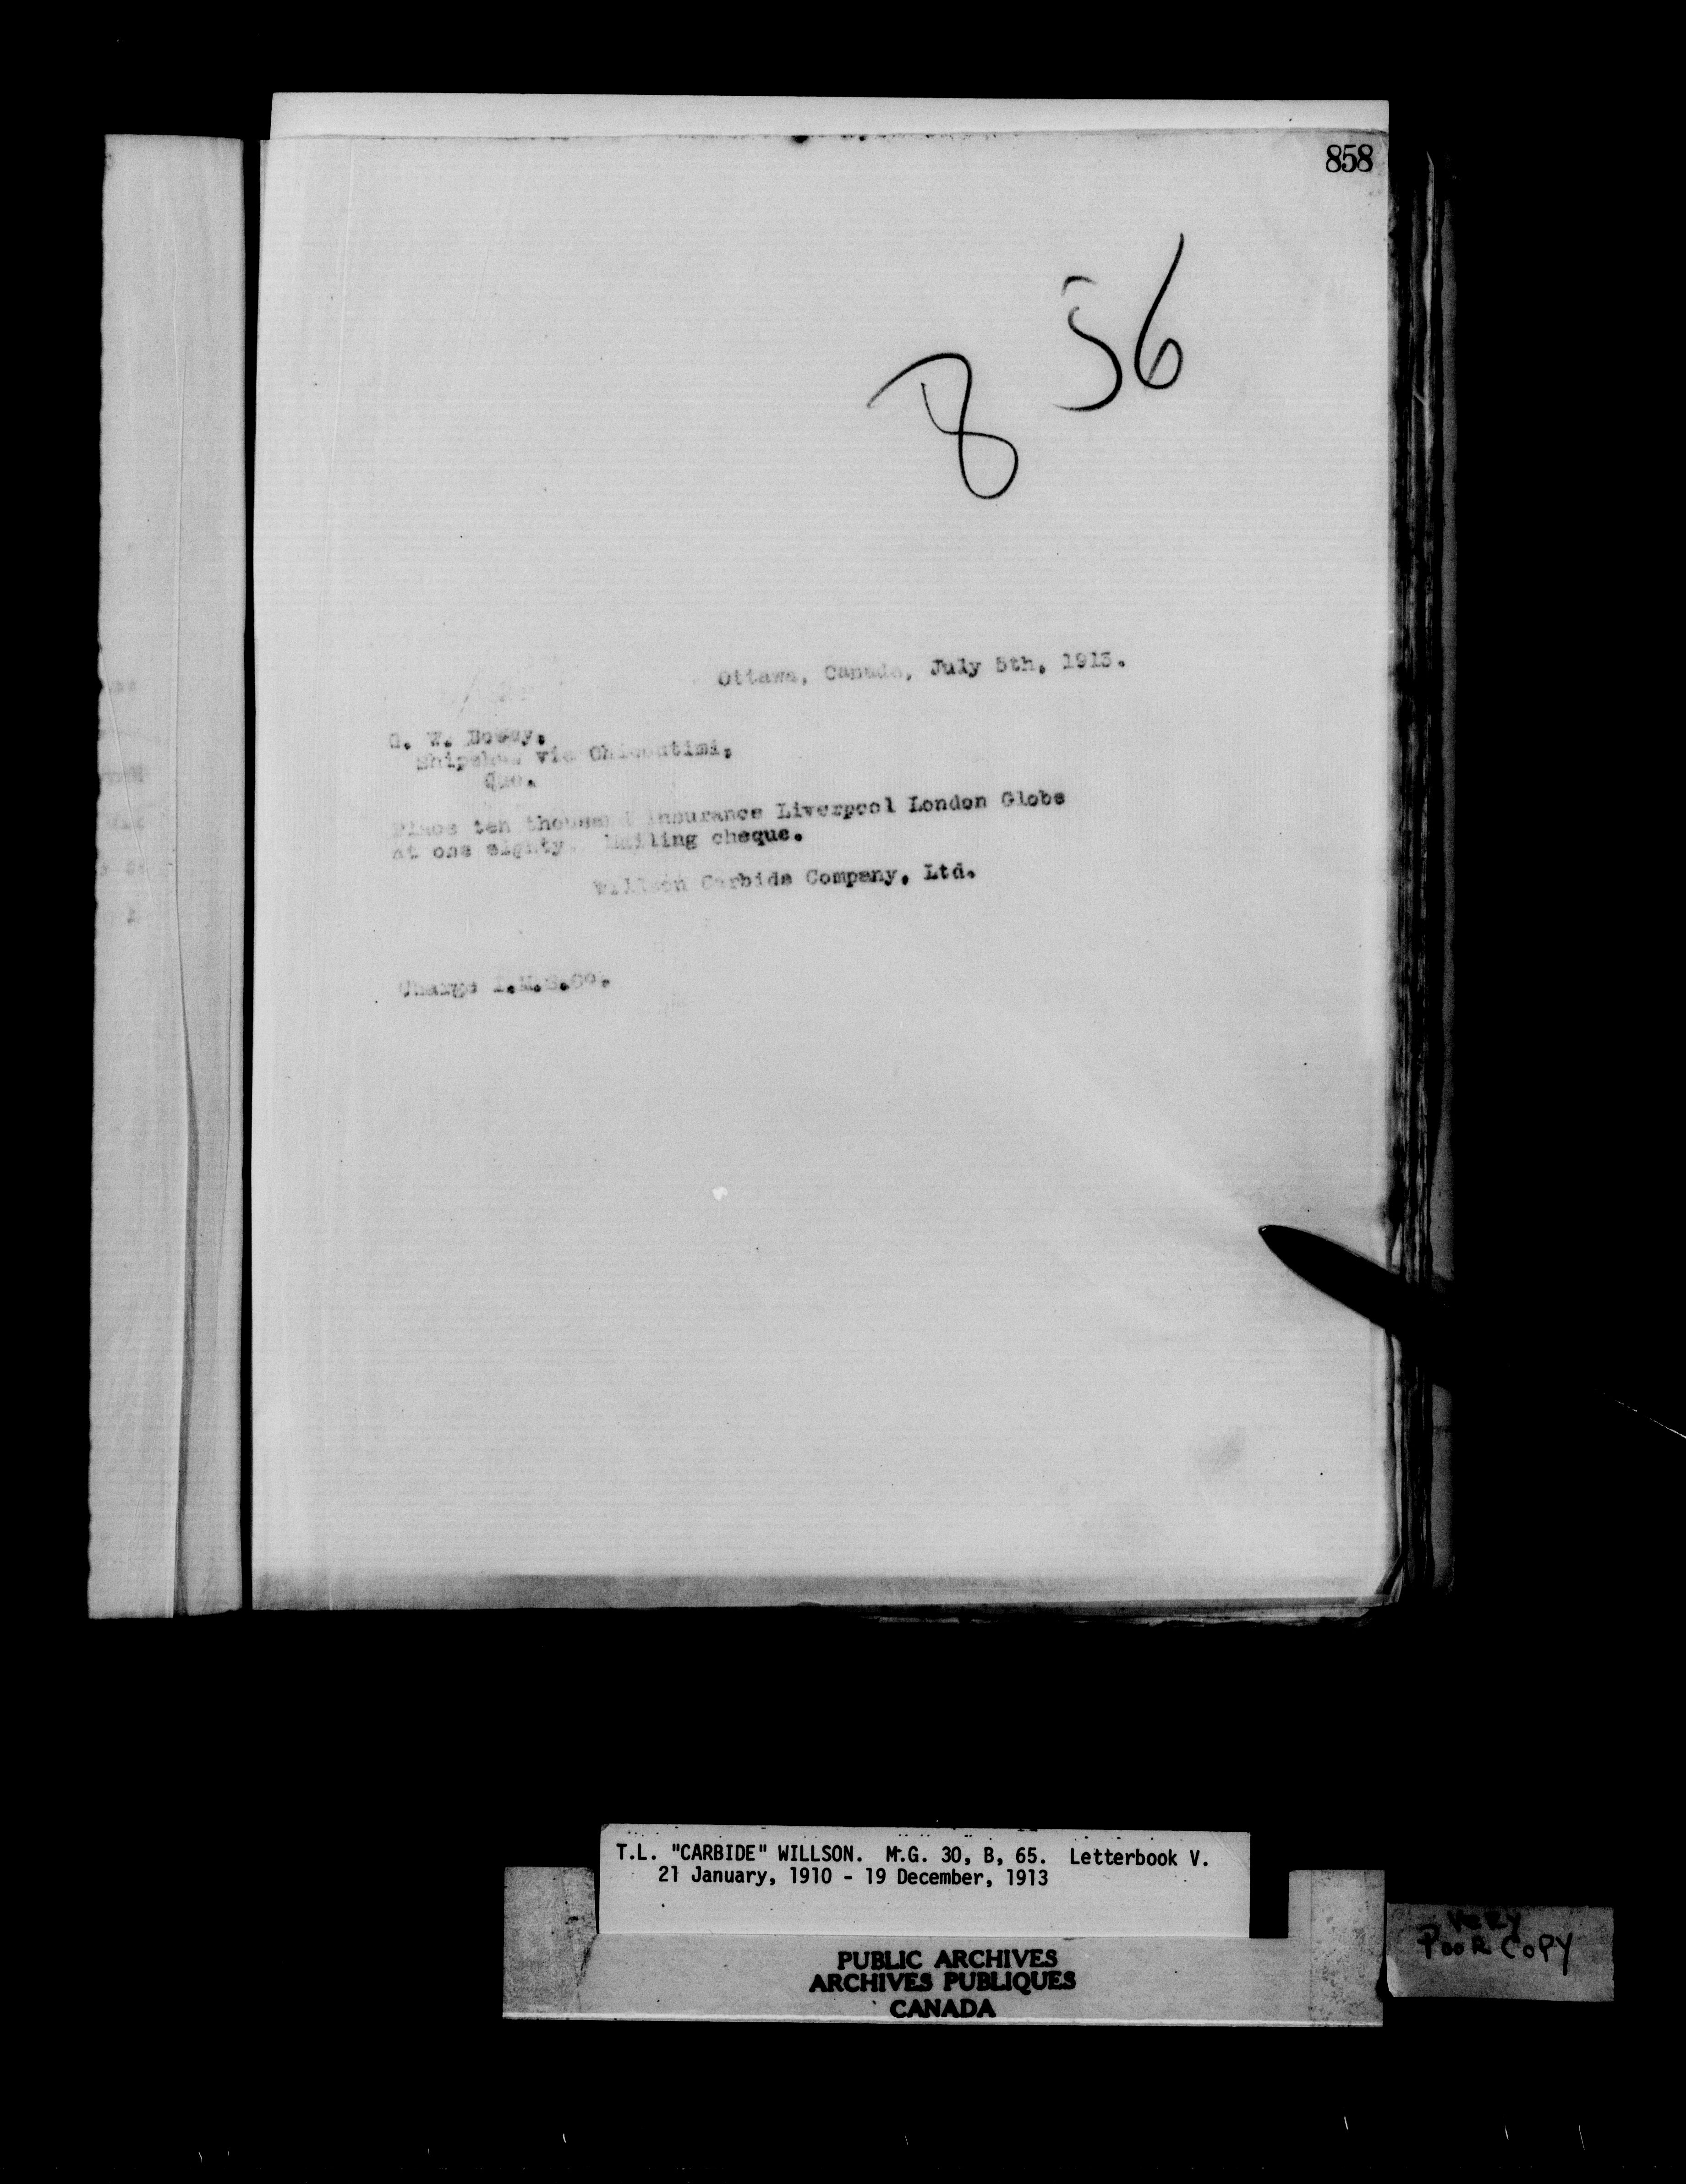 858
8 56
Ottawa, Canada, July 5th, 1913.
G. W.
Shipshaw via Chicoutimi,
Que.
Place ten thousand insurance Liverpool London Globe
At one eighty. Mailing cheque.
Willson Carbide Company, Ltd.
Charge
T.L. "CARBIDE" WILLSON. M.G. 30, B, 65. Letterbook V.
21 January, 1910 - 19 December, 1913
PUBLIC ARCHIVES
ARCHIVES PUBLIQUES
CANADA
VERY
POOR COPY